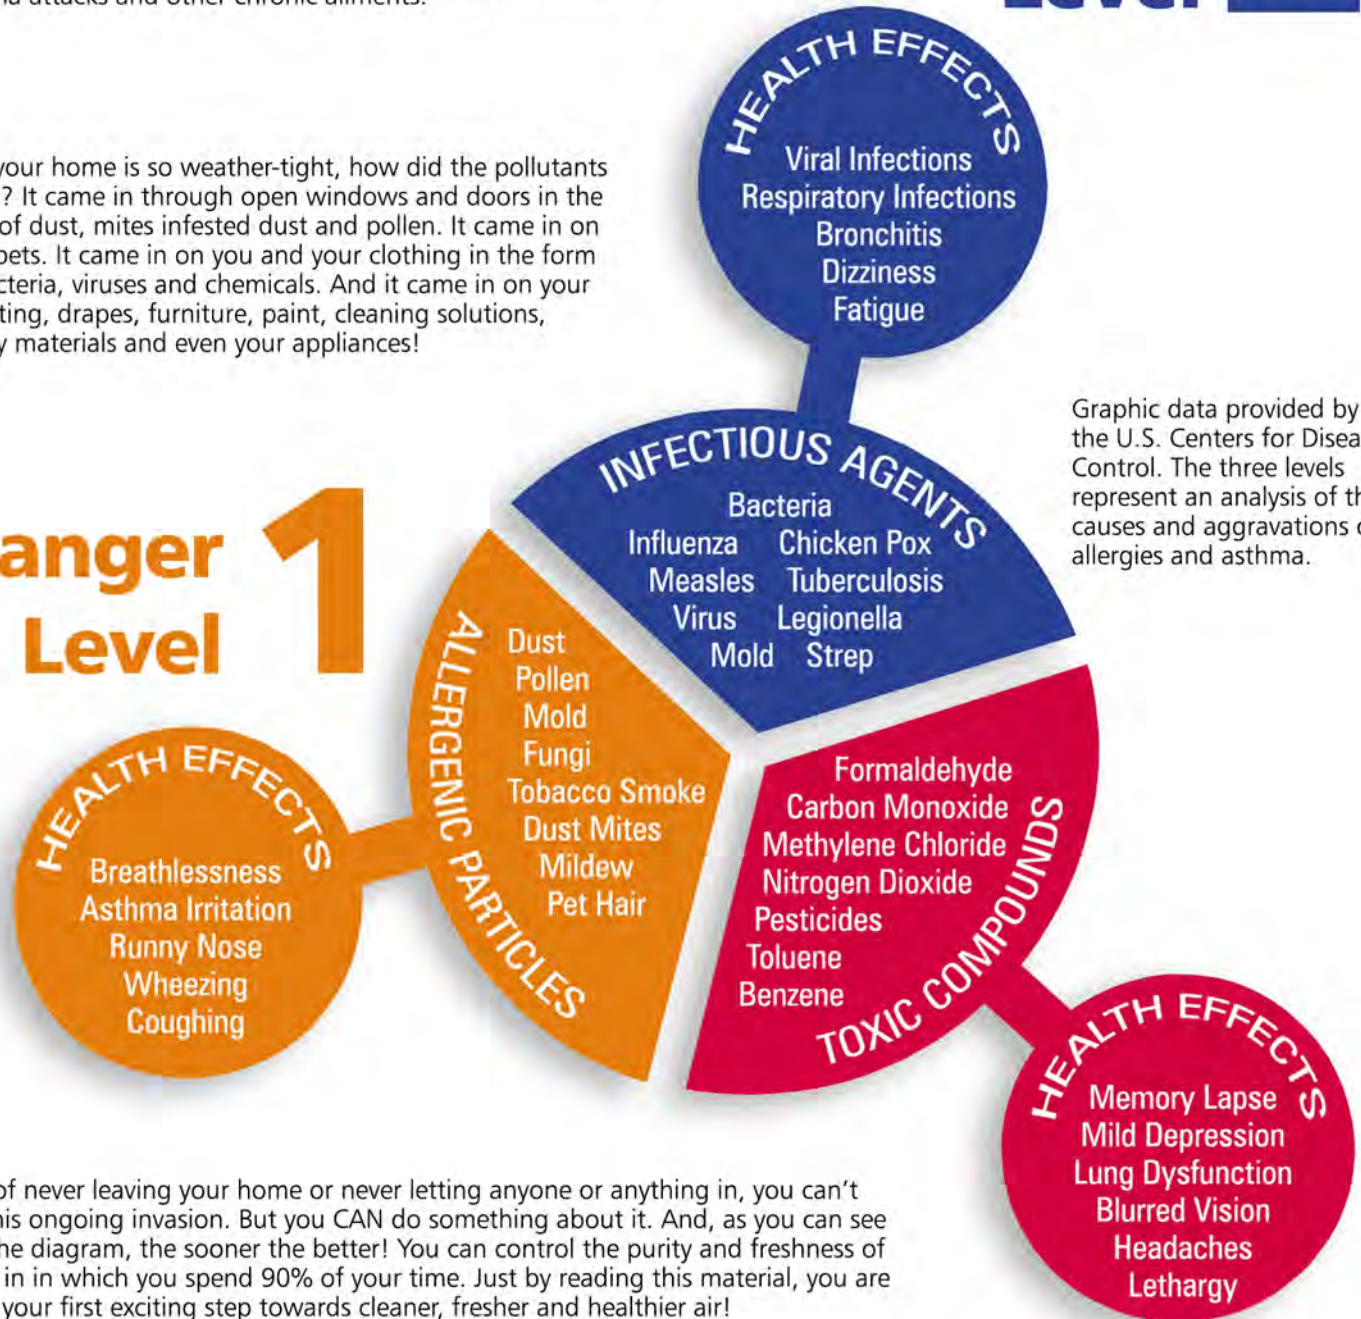 attacks and other chronic ailments.
Level
HEALTH EFFECTS
Viral Infections
Respiratory Infections
Bronchitis
Dizziness
Fatigue
your home is so weather-tight, how did the pollutants
? It came in through open windows and doors in the
of dust, mites infested dust and pollen. It came in on
pets. It came in on you and your clothing in the form
cteria, viruses and chemicals. And it came in on your
ting, drapes, furniture, paint, cleaning solutions,
y materials and even your appliances!
Graphic data provided by
the U.S. Centers for Disea
Control. The three levels
represent an analysis of th
causes and aggravations o
allergies and asthma.
INFECTIOUS AGENTS
Bacteria
Influenza Chicken Pox
Measles Tuberculosis
Virus Legionella
Mold Strep
anger 1
Level
ALLERGENIC PARTICLES
Dust
Pollen
Mold
Fungi
Tobacco Smoke
Dust Mites
Mildew
Pet Hair
HEALTH EFFECTS
Breathlessness
Asthma Irritation
Runny Nose
Wheezing
Coughing
Formaldehyde
Carbon Monoxide
Methylene Chloride
Nitrogen Dioxide
Pesticides
Toluene
Benzene
TOXIC COMPOUNDS
HEALTH EFFECTS
Memory Lapse
Mild Depression
Lung Dysfunction
Blurred Vision
Headaches
Lethargy
of never leaving your home or never letting anyone or anything in, you can't
his ongoing invasion. But you CAN do something about it. And, as you can see
he diagram, the sooner the better! You can control the purity and freshness of
in in which you spend 90% of your time. Just by reading this material, you are
your first exciting step towards cleaner, fresher and healthier air!